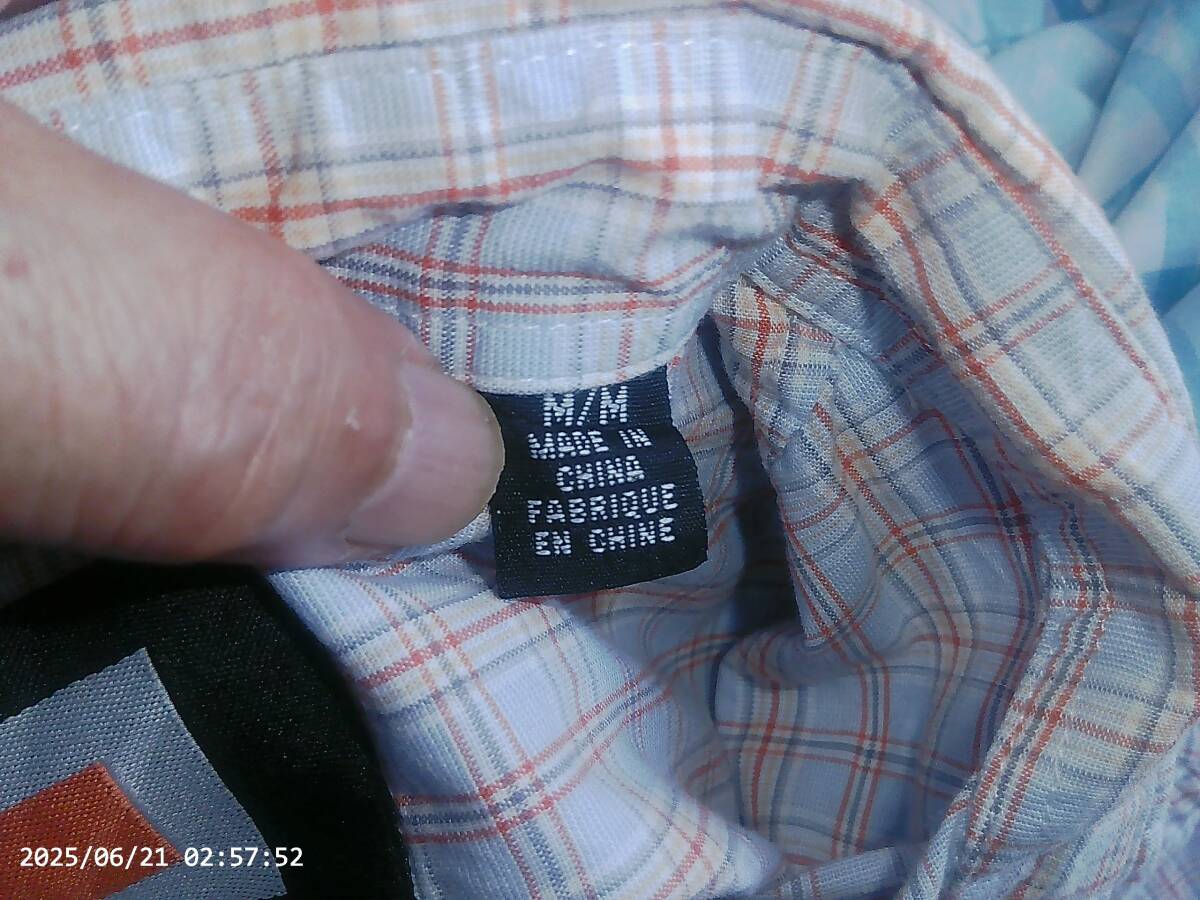 M/M
MADE IN
CHINA
FABRIQUE
EN CHINE
2025/06/21 02:57:52